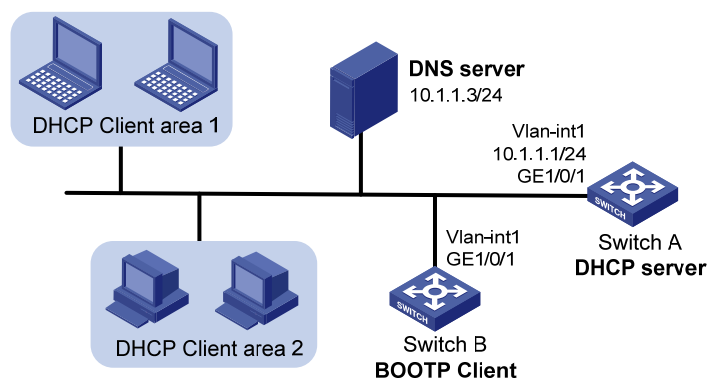 DHCP Client area 1
DNS server
10.1.1.3/24
Vlan-int1
10.1.1.1/24
GE1/0/1
SWITCH
Switch A
DHCP server
Vlan-int1
GE1/0/1
SWITCH
Switch B
BOOTP Client
DHCP Client area 2